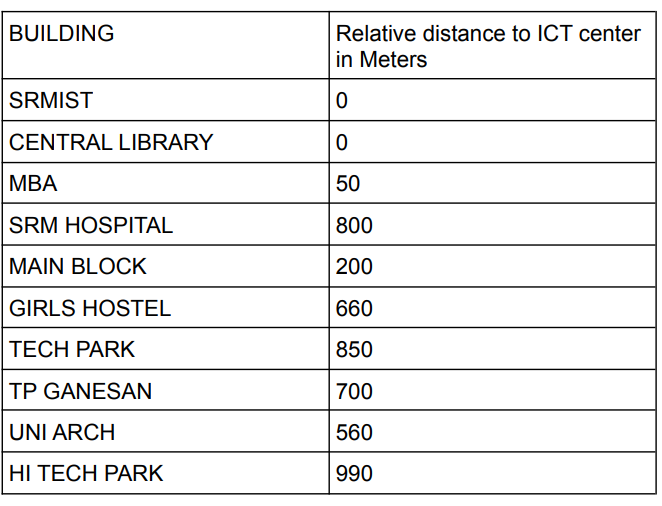 BUILDING
Relative distance to ICT center
in Meters
SRMIST 0
CENTRAL LIBRARY 0
MBA 50
SRM HOSPITAL 800
MAIN BLOCK 200
GIRLS HOSTEL 660
TECH PARK 850
TP GANESAN 700
UNI ARCH 560
HI TECH PARK 990